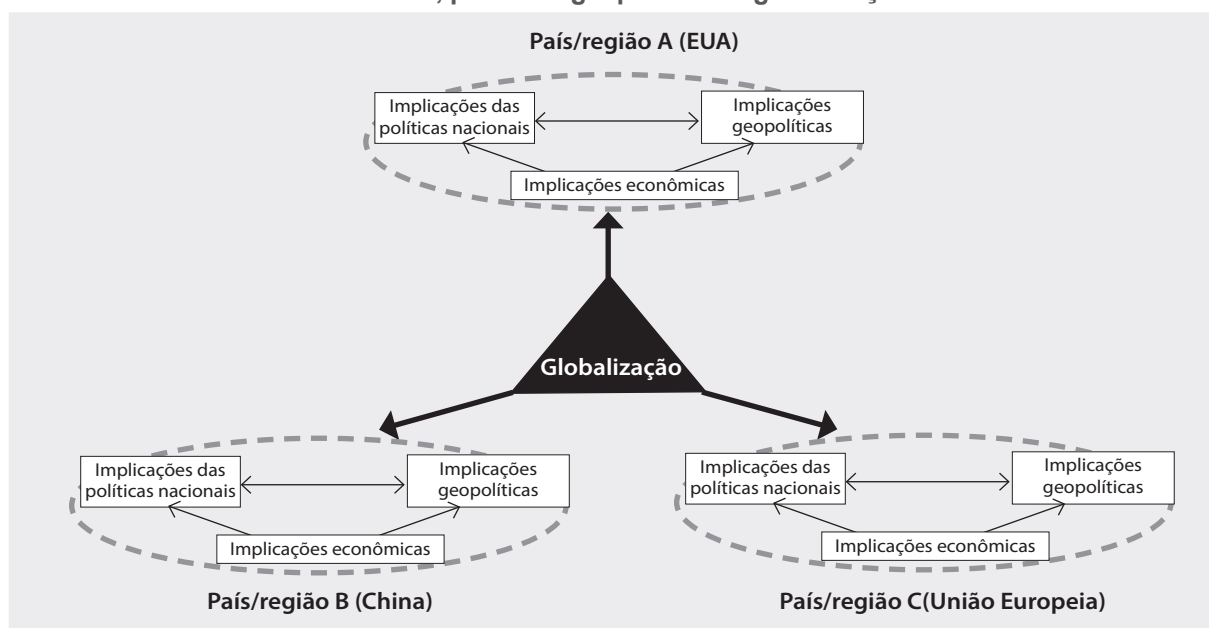 País/região A (EUA)
Implicações das
políticas nacionais
Implicações
geopolíticas
Implicações econômicas
Globalização
Implicações das
políticas nacionais
Implicações
geopolíticas
Implicações econômicas
País/região B (China)
Implicações das
políticas nacionais
Implicações
geopolíticas
Implicações econômicas
País/região C(União Europeia)